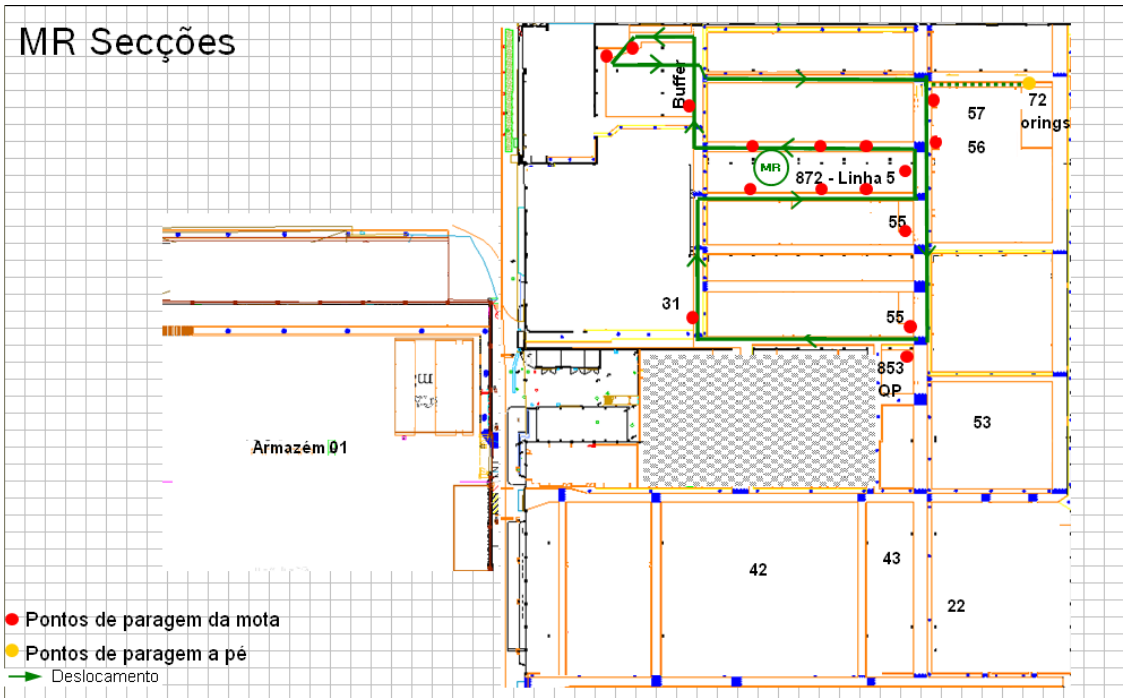 MR Secções
Buffer
57
72
orings
56
MR
872 - Linha 5
55
31
55
853
QP
53
Armazém 01
42
43
22
Pontos de paragem da mota
Pontos de paragem a pé
Deslocamento